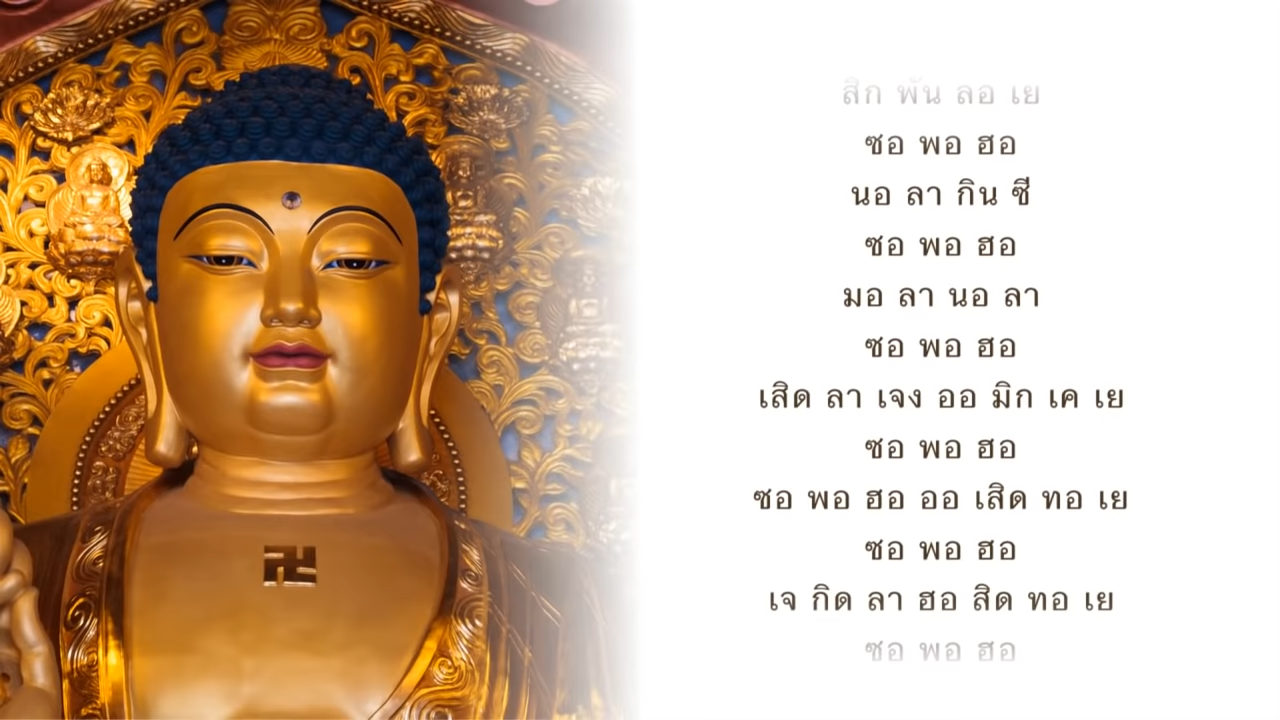 สิก พัน ลอ เย
ซอ พอ ฮอ
นอ ลา กิน ซี
ซอ พอ ฮอ
มอ ลา นอ ลา
ซอ พอ ฮอ
เสิด ลา เจง ออ มิก เค เย
ซอ พอ ฮอ
ซอ พอ ฮอ ออ เสิด ทอ เย
ซอ พอ ฮอ
เจ กิด ลา ฮอ สิด ทอ เย
ซอ พอ ฮอ
卍